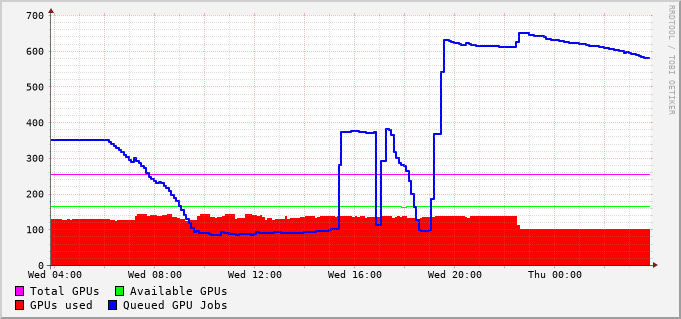 700
600
500
400
300
200
100
0
Wed 04:00 Wed 08:00 Wed 12:00 Wed 16:00 Wed 20:00 Thu 00:00
Total GPUs Available GPUs
GPUs used Queued GPU Jobs
RRDTOOL / TOBI OETIKER